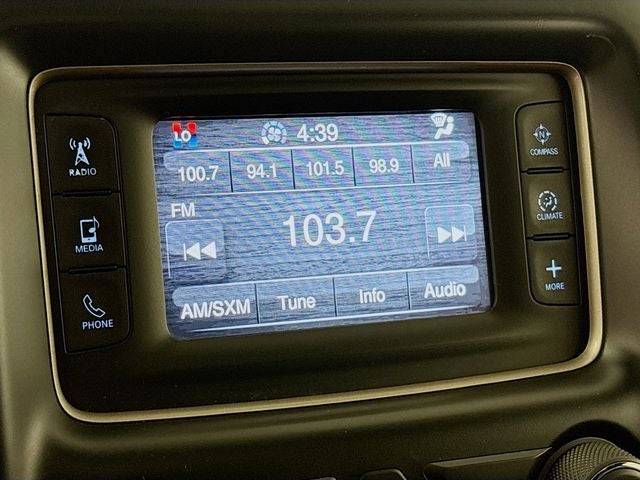 LO 4:39
100.7 94.1 101.5 98.9 All
FM
103.7
AM/SXM Tune Info Audio
RADIO
MEDIA
PHONE
N
COMPASS
CLIMATE
MORE